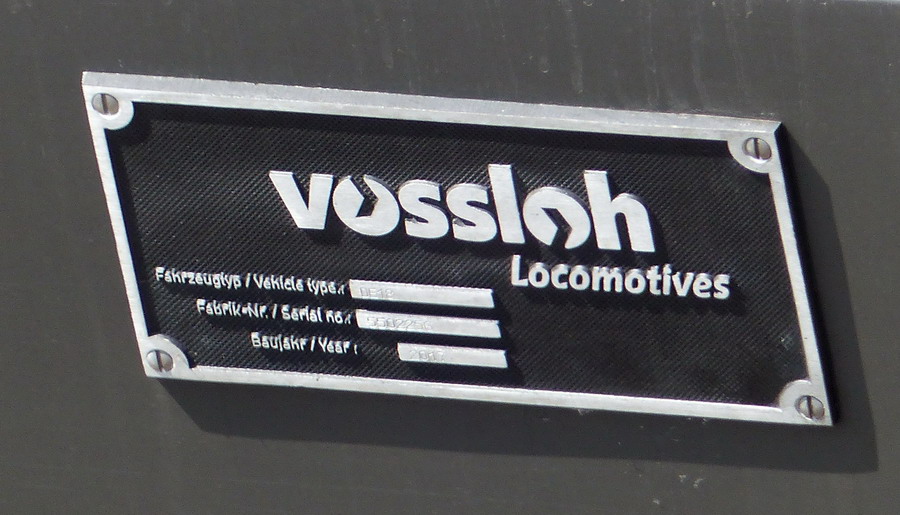 vossloh
Locomotives
Fahrzeugtyp / Vehicle type:
Fabrik-Nr. / Serial no.:
Baujahr / Year: